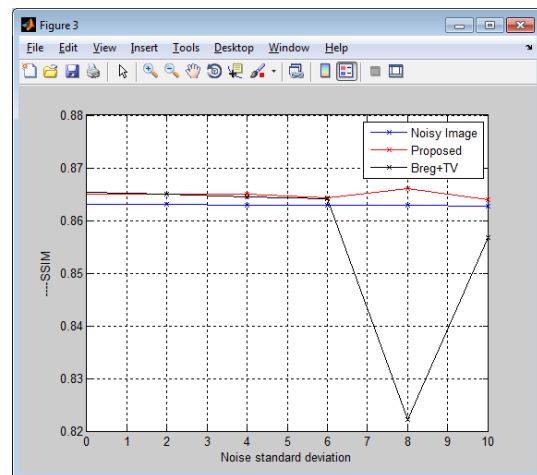 Figure 3
File Edit View Insert Tools Desktop Window Help
0.88
0.87
0.86
0.85
0.84
0.83
0.82
----SSIM
Noisy Image
Proposed
Breg+TV
0 1 2 3 4 5 6 7 8 9 10
Noise standard deviation